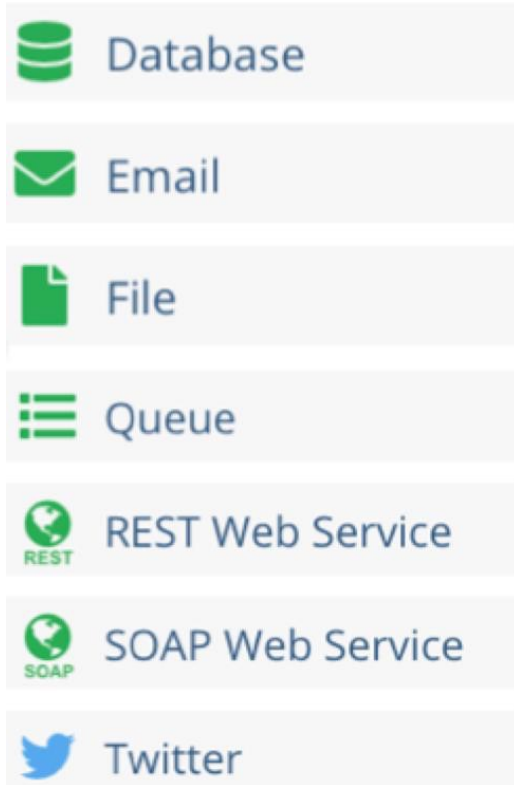 Database
Email
File
Queue
REST
REST Web Service
SOAP
SOAP Web Service
Twitter